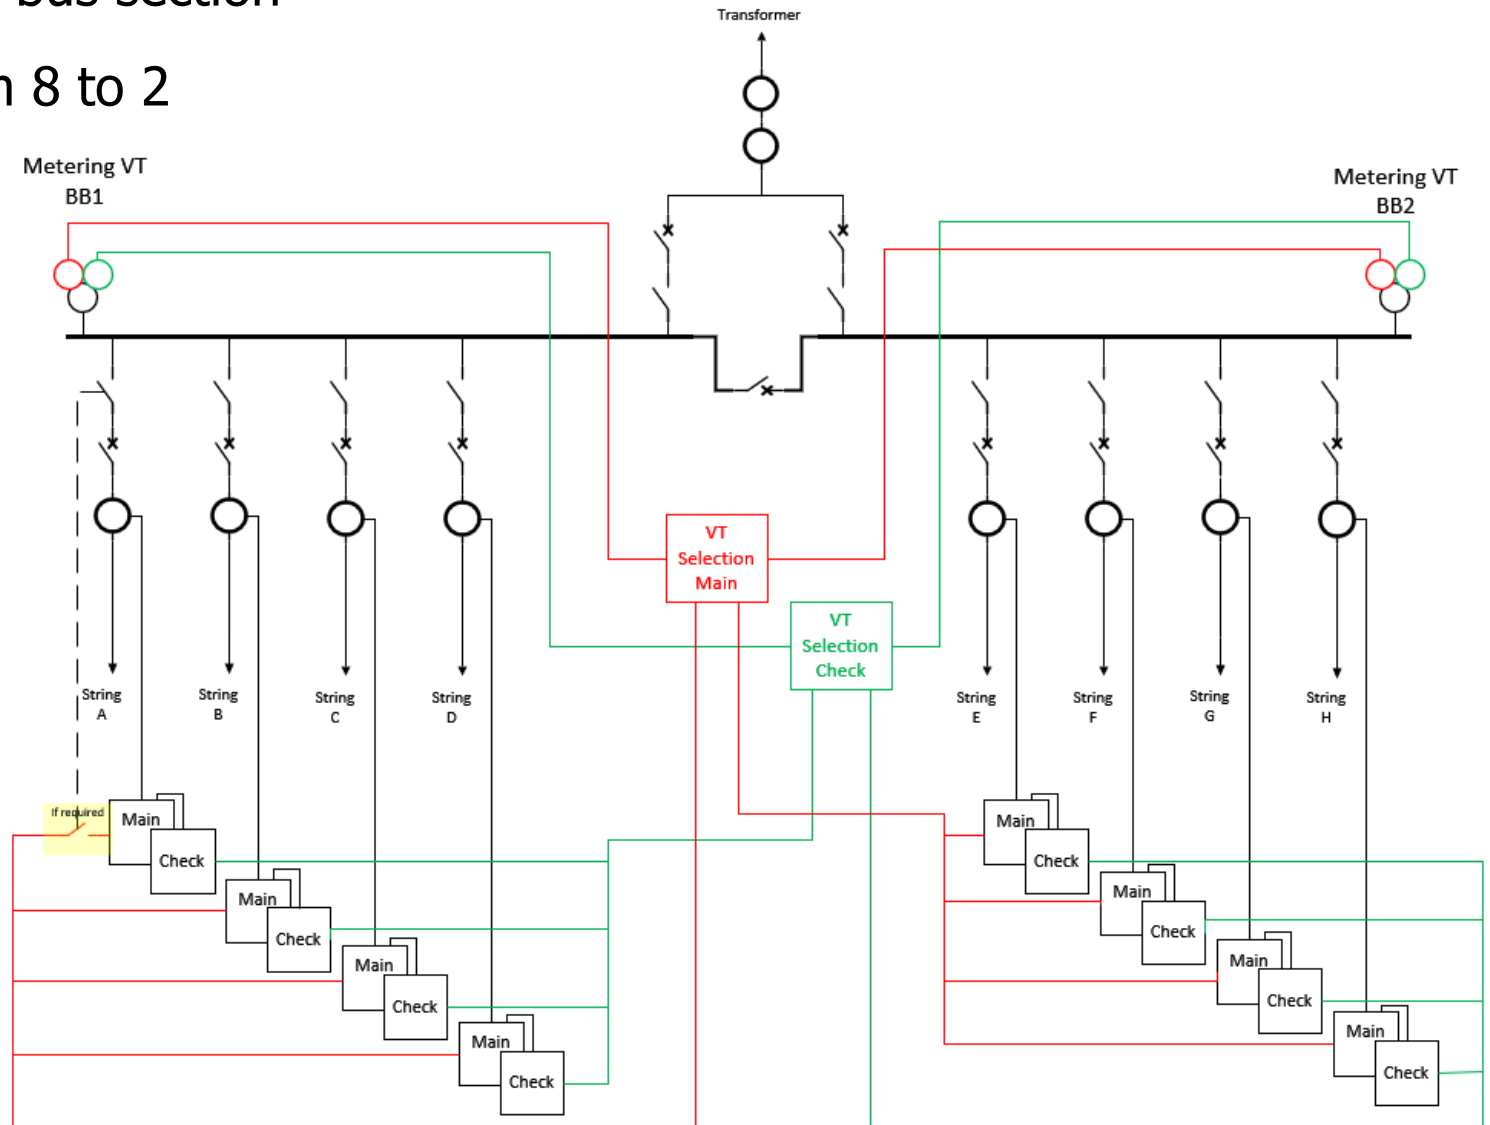 bus section
8 to 2
Transformer
Metering VT
BB1
Metering VT
BB2
VT
Selection
Main
VT
Selection
Check
String
A
String
B
String
C
String
D
String
E
String
F
String
G
String
H
If required
Main
Check
Main
Check
Main
Check
Main
Check
Main
Check
Main
Check
Main
Check
Main
Check